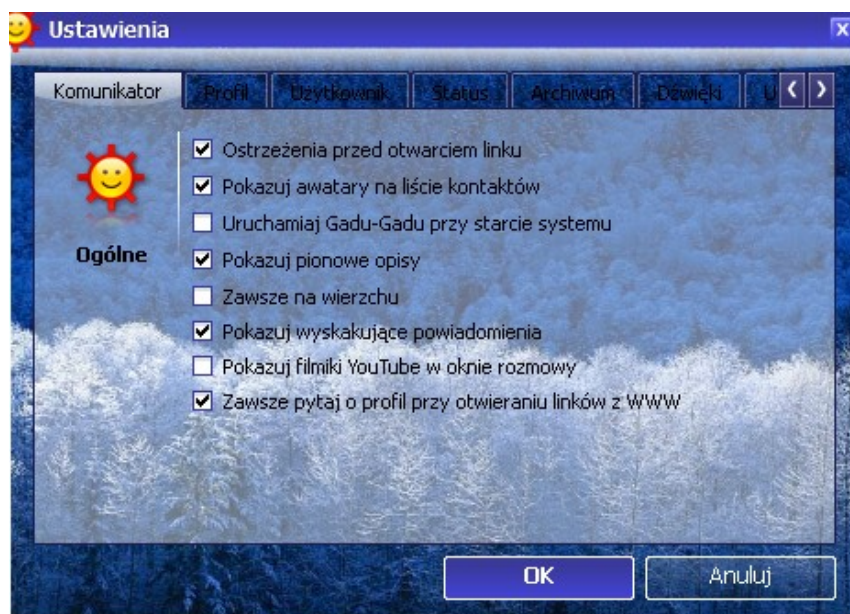 Ustawienia
Komunikator Profil Użytkownik Status Archiwum Dźwięki U
Ostrzeżenia przed otwarciem linku
Pokazuj awatary na liście kontaktów
Uruchamiaj Gadu-Gadu przy starcie systemu
Ogólne
Pokazuj pionowe opisy
Zawsze na wierzchu
Pokazuj wyskakujące powiadomienia
Pokazuj filmiki YouTube w oknie rozmowy
Zawsze pytaj o profil przy otwieraniu linków z WWW
OK Anuluj